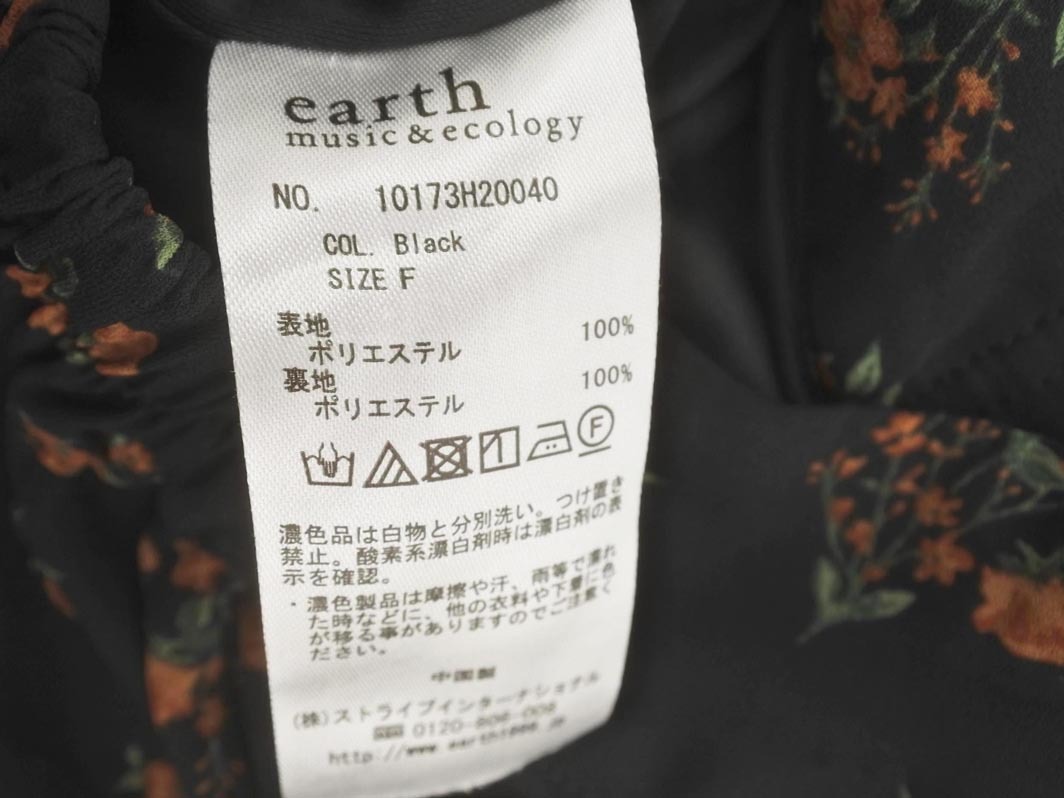 earth
music & ecology
NO. 10173H20040
COL. Black
SIZE F
表地 100%
ポリエステル
裏地 100%
ポリエステル
F
濃色品は白物と分別洗い。つけ置き
禁止。酸素系漂白剤時は漂白剤の表
示を確認。
・濃色製品は摩擦や汗、雨等で濡れ
た時などに、他の衣料や下着に色
が移る事がありますのでご注意く
ださい。
中国製
(株)ストライプインターナショナル
0120-
http://www.